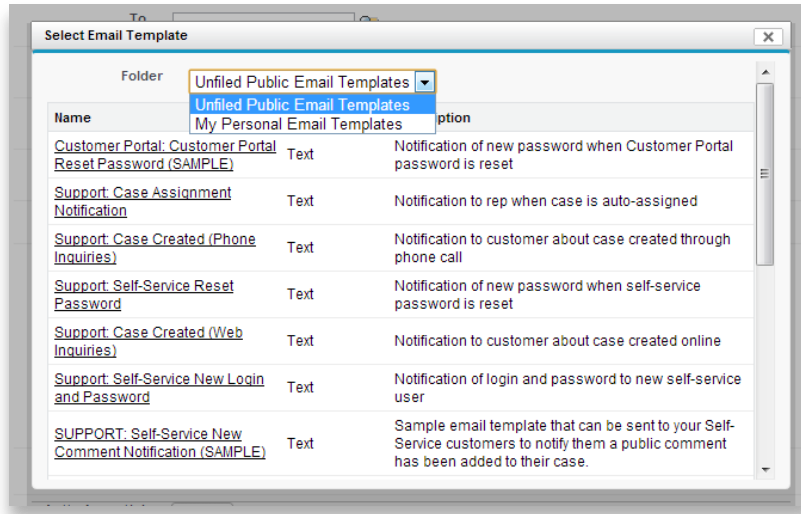 To
Select Email Template
Folder
Unfiled Public Email Templates
Unfiled Public Email Templates
My Personal Email Templates
Name
Customer Portal: Customer Portal
Reset Password (SAMPLE)
Text
Notification of new password when Customer Portal
password is reset
Support: Case Assignment
Notification
Text
Notification to rep when case is auto-assigned
Support: Case Created (Phone
Inquiries)
Text
Notification to customer about case created through
phone call
Support: Self-Service Reset
Password
Text
Notification of new password when self-service
password is reset
Support: Case Created (Web
Inquiries)
Text
Notification to customer about case created online
Support: Self-Service New Login
and Password
Text
Notification of login and password to new self-service
user
SUPPORT: Self-Service New
Comment Notification (SAMPLE)
Text
Sample email template that can be sent to your Self-
Service customers to notify them a public comment
has been added to their case.